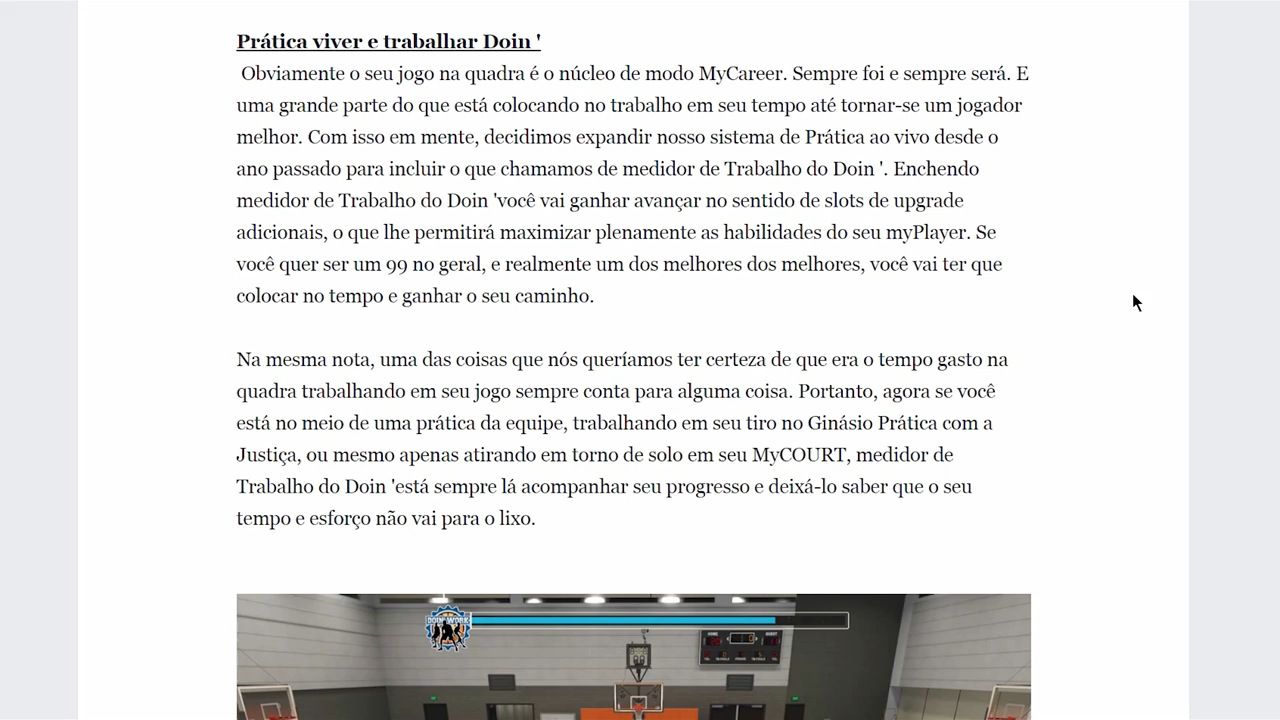 Prática viver e trabalhar Doin '
Obviamente o seu jogo na quadra é o núcleo de modo MyCareer. Sempre foi e sempre será. E
uma grande parte do que está colocando no trabalho em seu tempo até tornar-se um jogador
melhor. Com isso em mente, decidimos expandir nosso sistema de Prática ao vivo desde o
ano passado para incluir o que chamamos de medidor de Trabalho do Doin '. Enchendo
medidor de Trabalho do Doin 'você vai ganhar avançar no sentido de slots de upgrade
adicionais, o que lhe permitirá maximizar plenamente as habilidades do seu myPlayer. Se
você quer ser um 99 no geral, e realmente um dos melhores dos melhores, você vai ter que
colocar no tempo e ganhar o seu caminho.
Na mesma nota, uma das coisas que nós queríamos ter certeza de que era o tempo gasto na
quadra trabalhando em seu jogo sempre conta para alguma coisa. Portanto, agora se você
está no meio de uma prática da equipe, trabalhando em seu tiro no Ginásio Prática com a
Justiça, ou mesmo apenas atirando em torno de solo em seu MyCOURT, medidor de
Trabalho do Doin 'está sempre lá acompanhar seu progresso e deixá-lo saber que o seu
tempo e esforço não vai para o lixo.
DOIN WORK
HOME GUEST